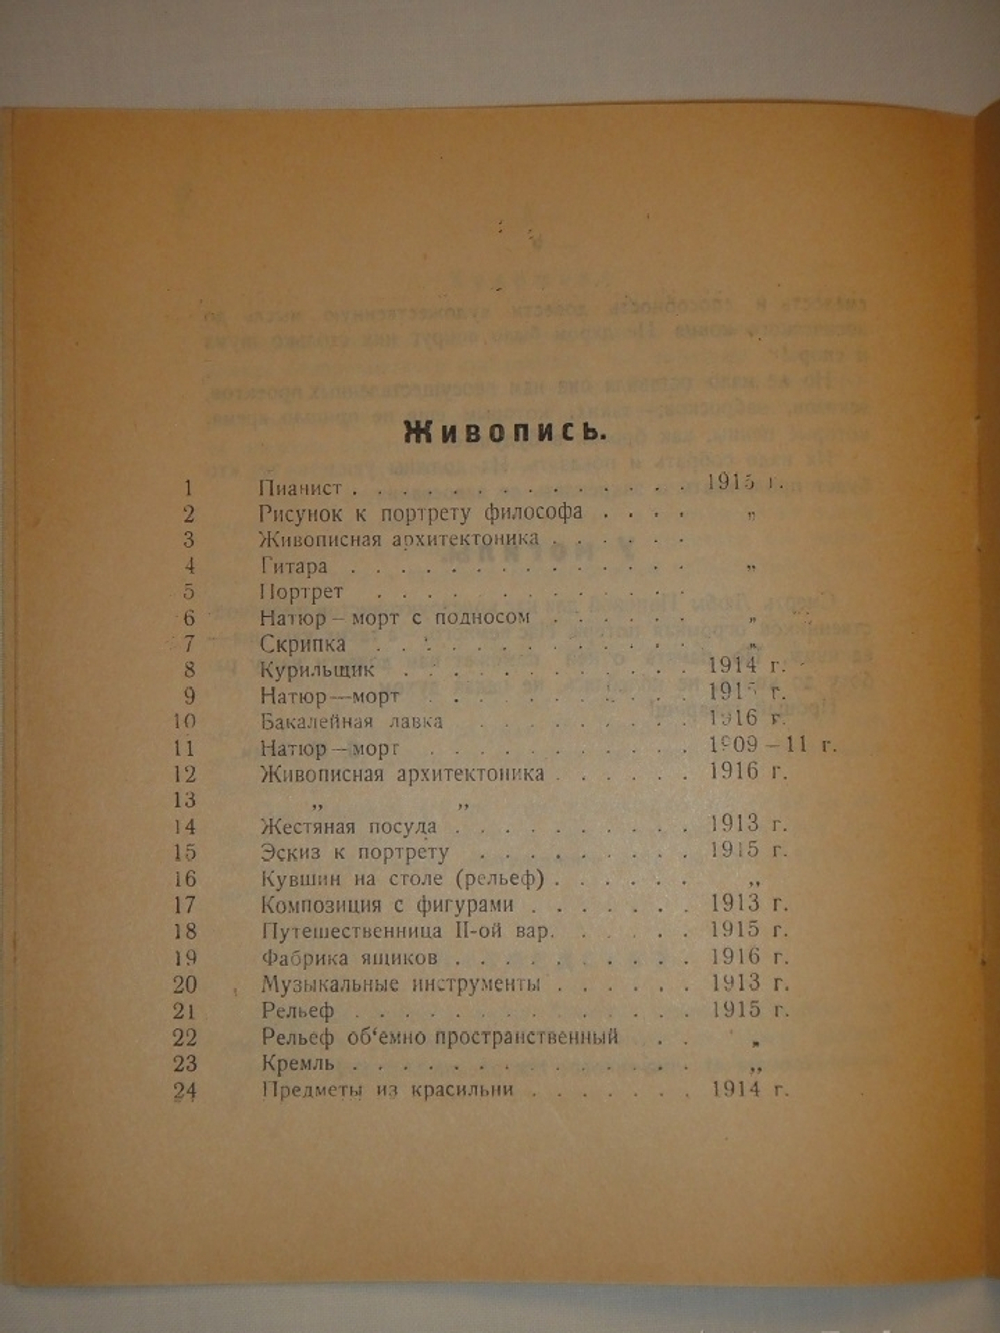 Живопись.
1 Пианист . . . . . . . . . . . . . 1915 г.
2 Рисунок к портрету философа . . . . „
3 Живописная архитектоника . . . . . .
4 Гитара . . . . . . . . . . . . . „
5 Портрет . . . . . . . . . . . .
6 Натюр — морт с подносом . . . . . . „
7 Скрипка . . . . . . . . . . . . „
8 Курильщик . . . . . . . . . . . 1914 г.
9 Натюр—морт . . . . . . . . . . 1915 г.
10 Бакалейная лавка . . . . . . . . . 1916 г.
11 Натюр—морт . . . . . . . . . . 1909 – 11 г.
12 Живописная архитектоника . . . . . . 1916 г.
13 „ „
14 Жестяная посуда . . . . . . . . . . 1913 г.
15 Эскиз к портрету . . . . . . . . . 1915 г.
16 Кувшин на столе (рельеф) . . . . . . „
17 Композиция с фигурами . . . . . . . 1913 г.
18 Путешественница II-ой вар. . . . . . 1915 г.
19 Фабрика ящиков . . . . . . . . . . 1916 г.
20 Музыкальные инструменты . . . . . . 1913 г.
21 Рельеф . . . . . . . . . . . . . 1915 г.
22 Рельеф об‘емно пространственный . . „
23 Кремль . . . . . . . . . . . . . „
24 Предметы из красильни . . . . . . . 1914 г.